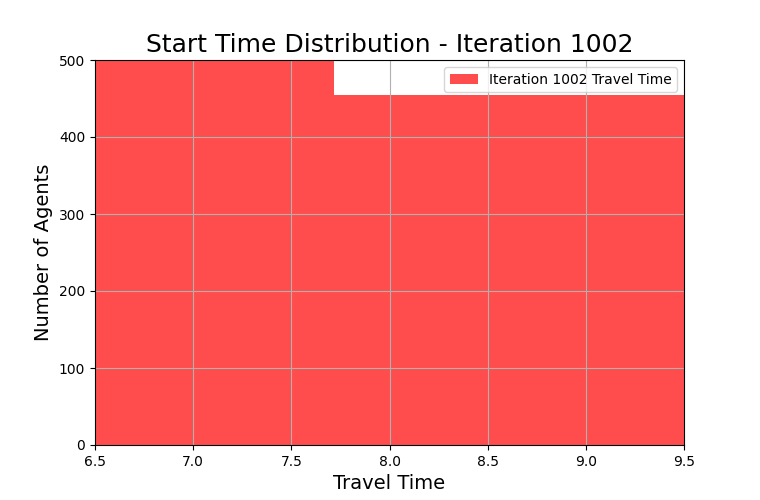 Start Time Distribution - Iteration 1002
Iteration 1002 Travel Time
Number of Agents
500
400
300
200
100
0
6.5 7.0 7.5 8.0 8.5 9.0 9.5
Travel Time